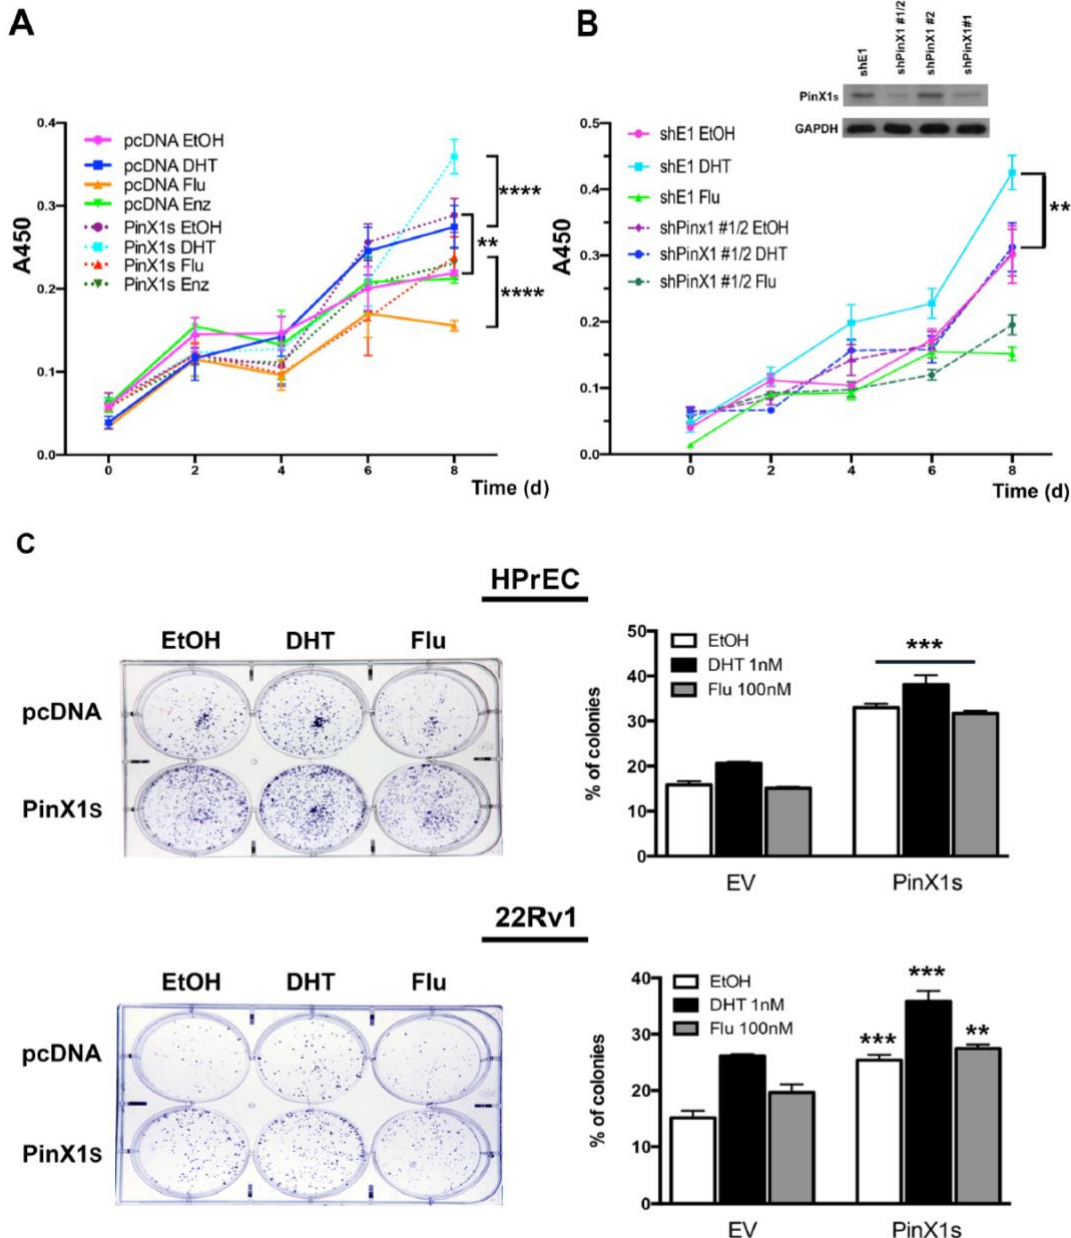 A
0.4
0.3
0.2
0.1
0.0
A450
pcDNA EtOH
pcDNA DHT
pcDNA Flu
pcDNA Enz
PinX1s EtOH
PinX1s DHT
PinX1s Flu
PinX1s Enz
****
**
****
0 2 4 6 8
Time (d)
B
shE1
shPinX1 #1/2
shPinX1 #2
shPinX1#1
PinX1s
GAPDH
0.5
0.4
0.3
0.2
0.1
0.0
A450
shE1 EtOH
shE1 DHT
shE1 Flu
shPinx1 #1/2 EtOH
shPinX1 #1/2 DHT
shPinX1 #1/2 Flu
**
0 2 4 6 8
Time (d)
C
HPrEC
EtOH DHT Flu
pcDNA
PinX1s
50
40
30
20
10
0
% of colonies
EtOH
DHT 1nM
Flu 100nM
***
EV PinX1s
22Rv1
EtOH DHT Flu
pcDNA
PinX1s
40
30
20
10
0
% of colonies
EtOH
DHT 1nM
Flu 100nM
***
***
**
EV PinX1s